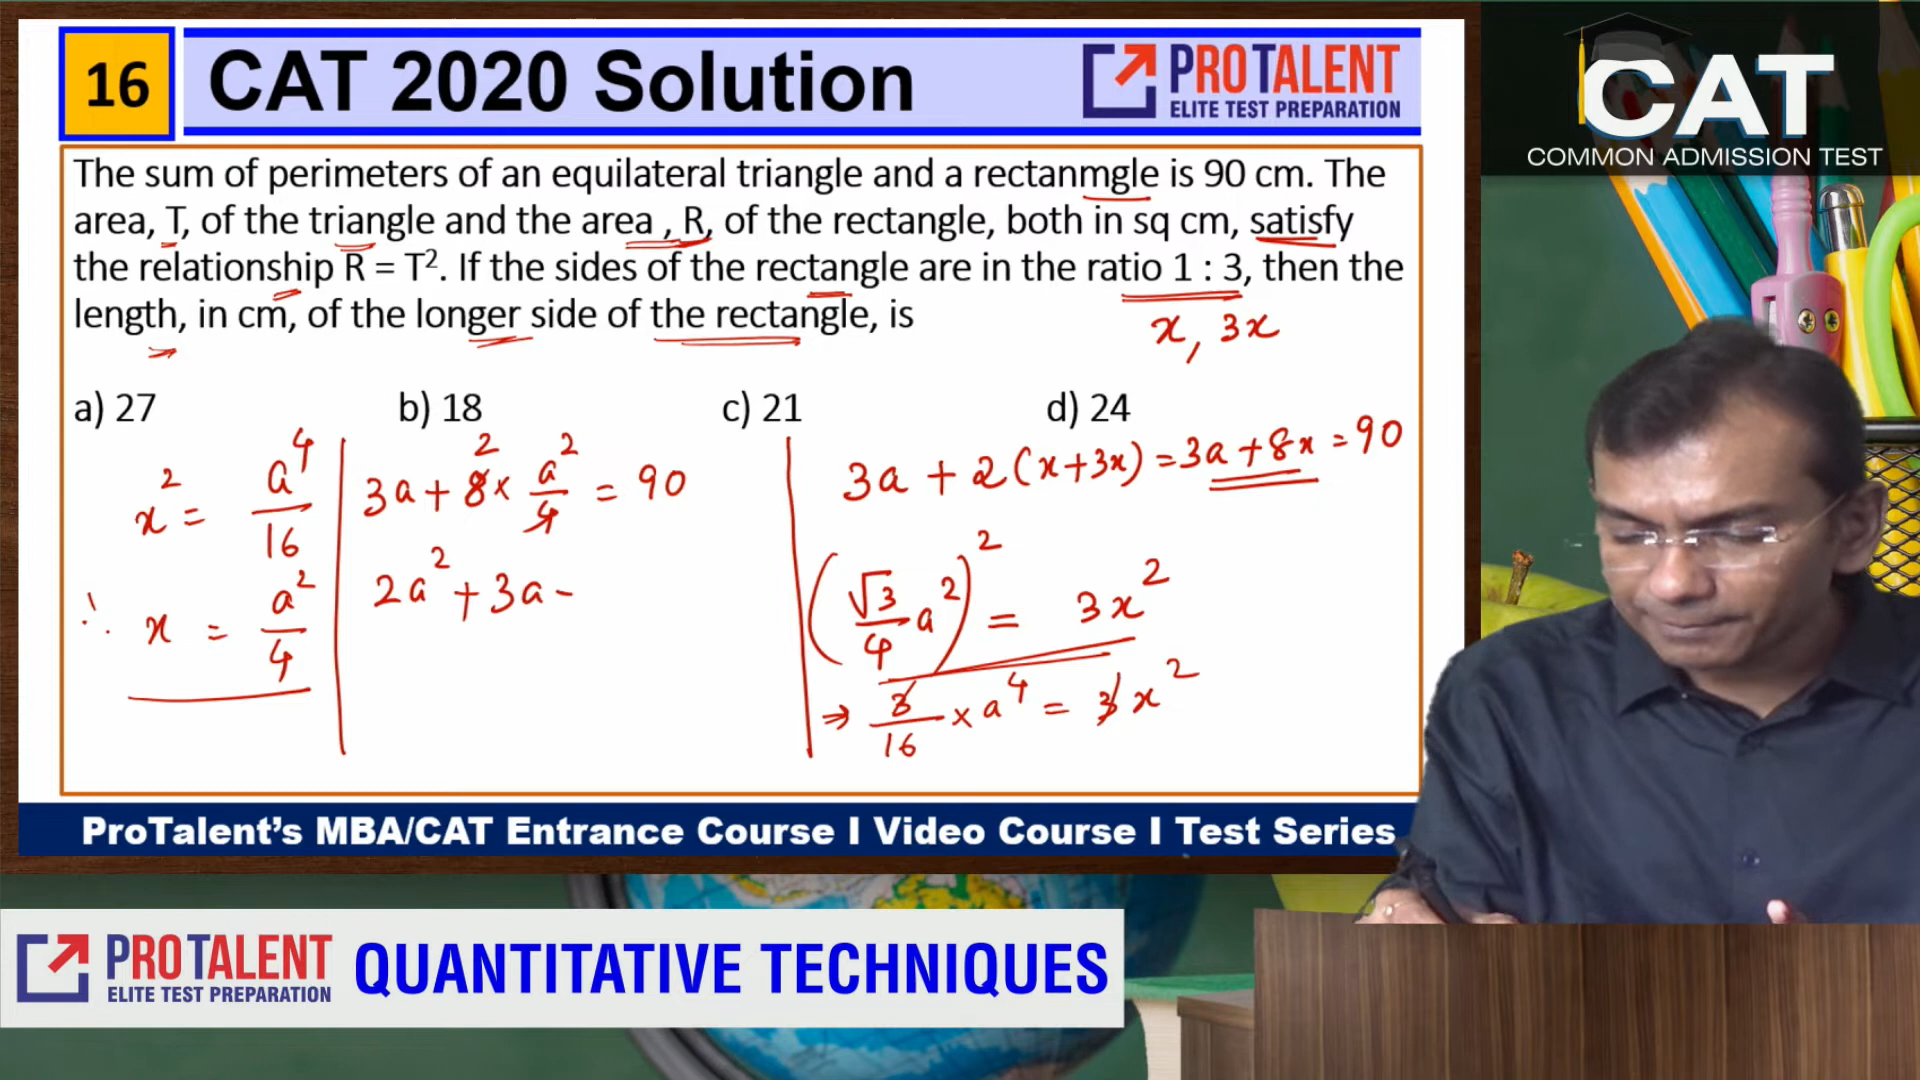 16 CAT 2020 Solution PROTALENT
ELITE TEST PREPARATION
CAT
COMMON ADMISSION TEST
The sum of perimeters of an equilateral triangle and a rectanmgle is 90 cm. The
area, T, of the triangle and the area , R, of the rectangle, both in sq cm, satisfy
the relationship R = T². If the sides of the rectangle are in the ratio 1 : 3, then the
length, in cm, of the longer side of the rectangle, is
x, 3x
a) 27 b) 18 c) 21 d) 24
x² = a⁴/16
∴ x = a²/4
3a + 8 2 × a²/4 = 90
2a² + 3a -
3a + 2(x+3x) = 3a + 8x = 90
(√3/4 a²)² = 3x²
⇒ 3/16 × a⁴ = 3x²
ProTalent's MBA/CAT Entrance Course I Video Course I Test Series
PROTALENT
ELITE TEST PREPARATION
QUANTITATIVE TECHNIQUES